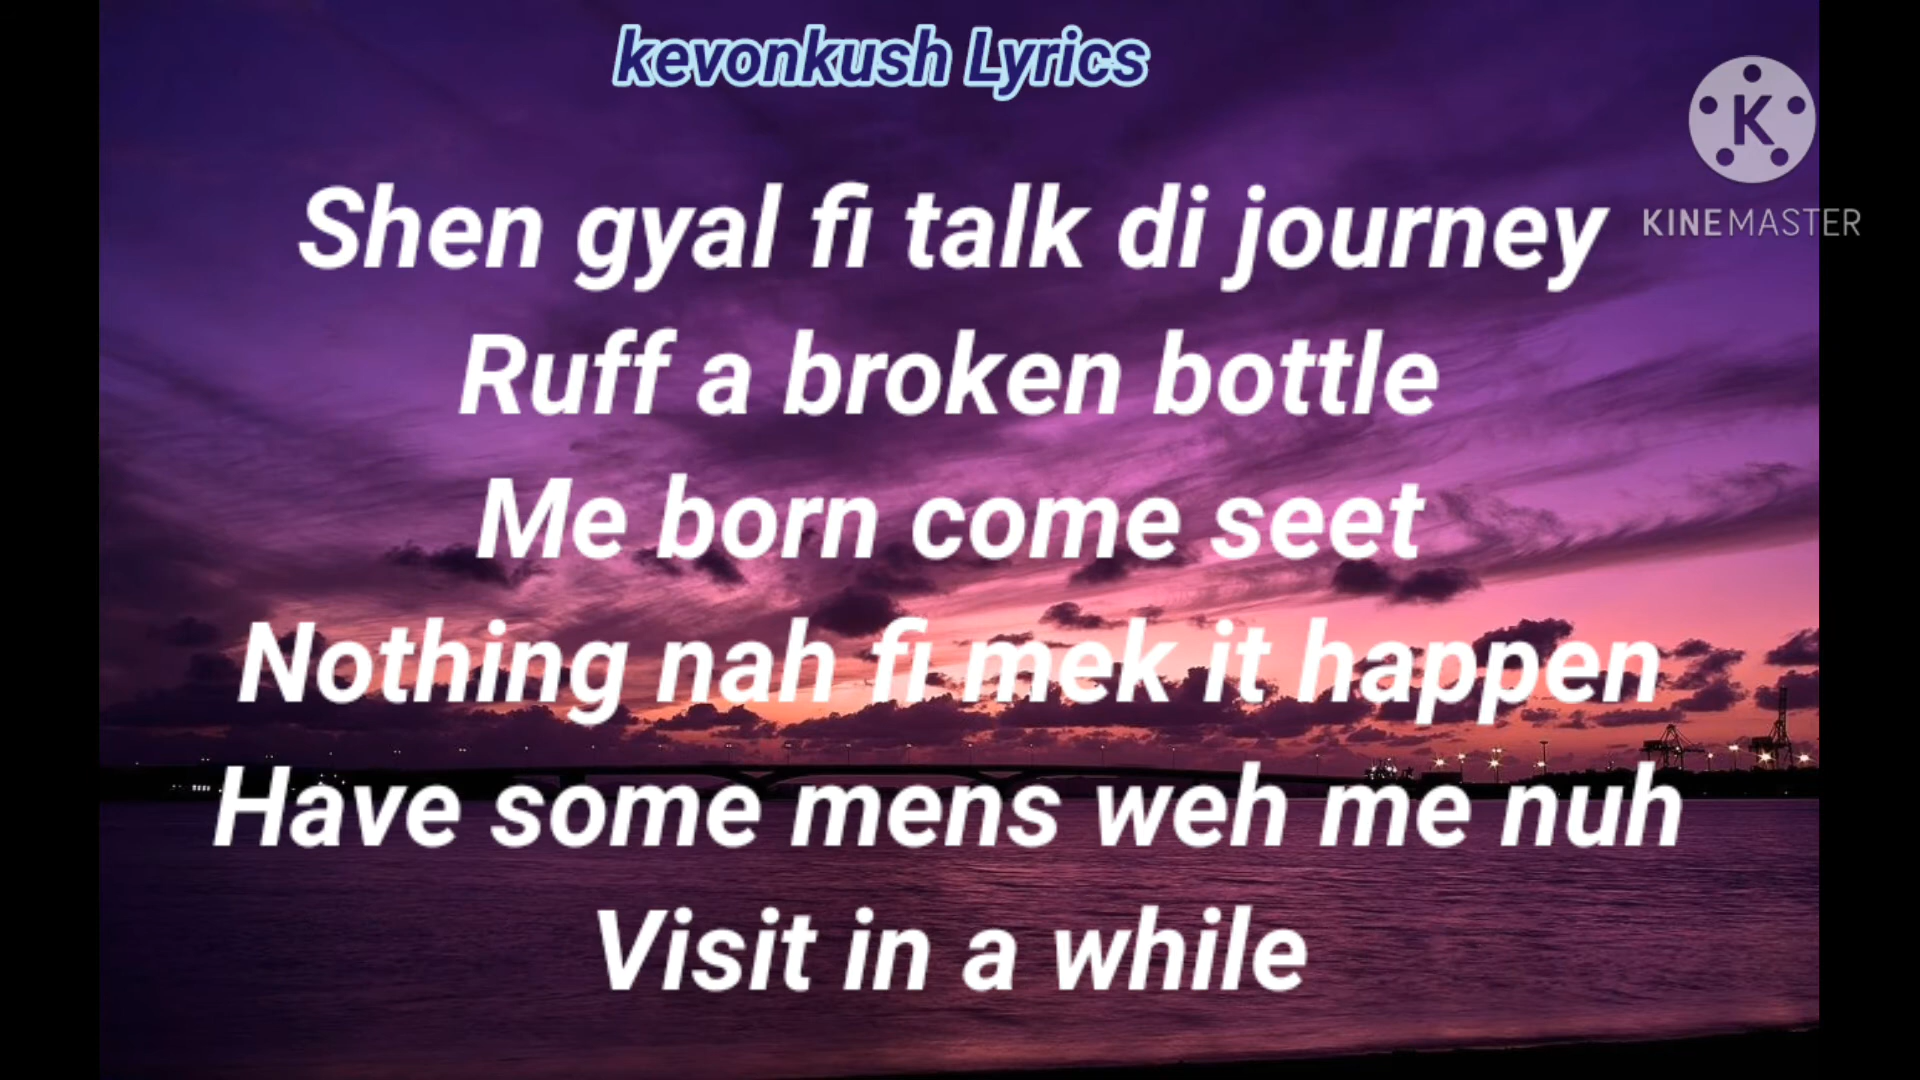 kevonkush Lyrics
K
KINEMASTER
Shen gyal fi talk di journey
Ruff a broken bottle
Me born come seet
Nothing nah fi mek it happen
Have some mens weh me nuh
Visit in a while